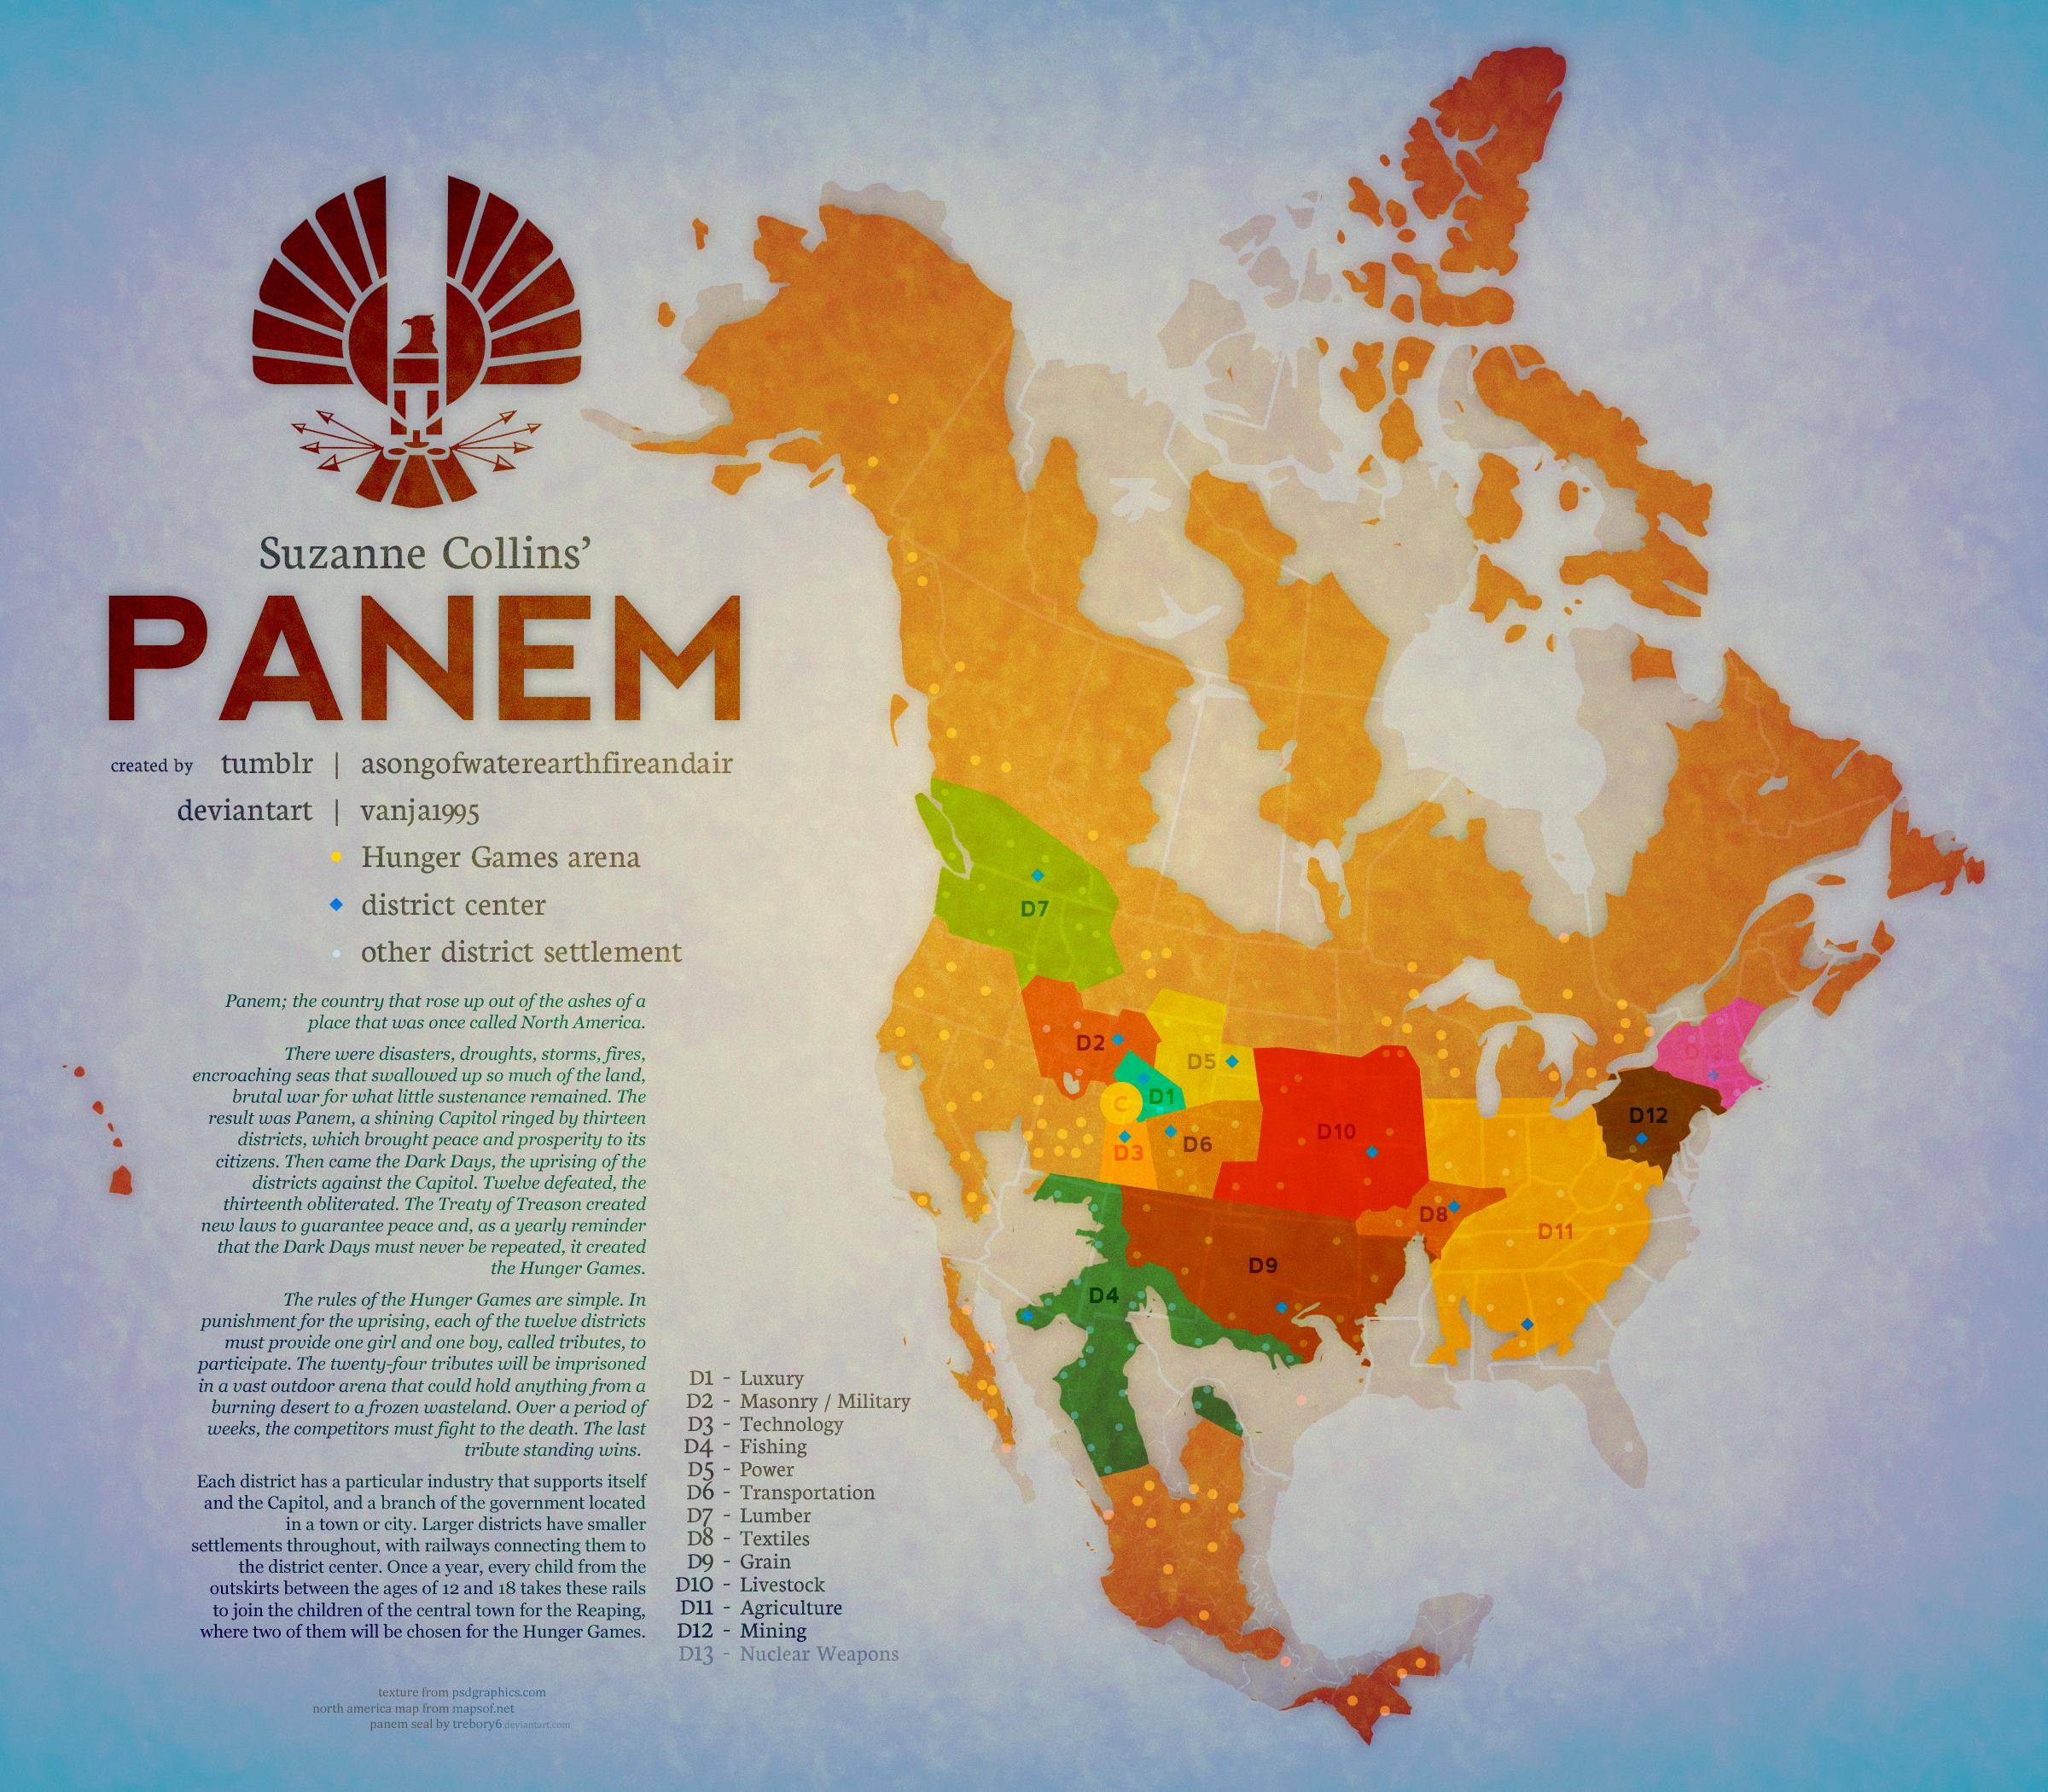 Suzanne Collins’
PANEM
created by tumblr | asongofwaterearthfireandair
deviantart | vanja1995
Hunger Games arena
district center
other district settlement
Panem; the country that rose up out of the ashes of a
place that was once called North America.
There were disasters, droughts, storms, fires,
encroaching seas that swallowed up so much of the land,
brutal war for what little sustenance remained. The
result was Panem, a shining Capitol ringed by thirteen
districts, which brought peace and prosperity to its
citizens. Then came the Dark Days, the uprising of the
districts against the Capitol. Twelve defeated, the
thirteenth obliterated. The Treaty of Treason created
new laws to guarantee peace and, as a yearly reminder
that the Dark Days must never be repeated, it created
the Hunger Games.
The rules of the Hunger Games are simple. In
punishment for the uprising, each of the twelve districts
must provide one girl and one boy, called tributes, to
participate. The twenty-four tributes will be imprisoned
in a vast outdoor arena that could hold anything from a
burning desert to a frozen wasteland. Over a period of
weeks, the competitors must fight to the death. The last
tribute standing wins.
Each district has a particular industry that supports itself
and the Capitol, and a branch of the government located
in a town or city. Larger districts have smaller
settlements throughout, with railways connecting them to
the district center. Once a year, every child from the
outskirts between the ages of 12 and 18 takes these rails
to join the children of the central town for the Reaping,
where two of them will be chosen for the Hunger Games.
texture from psdgraphics.com
north america map from mapsof.net
panem seal by trebory6.deviantart.com
D1 - Luxury
D2 - Masonry / Military
D3 - Technology
D4 - Fishing
D5 - Power
D6 - Transportation
D7 - Lumber
D8 - Textiles
D9 - Grain
D10 - Livestock
D11 - Agriculture
D12 - Mining
D13 - Nuclear Weapons
D7
D2
D5
D1
C
D12
D10
D3
D6
D8
D11
D9
D4